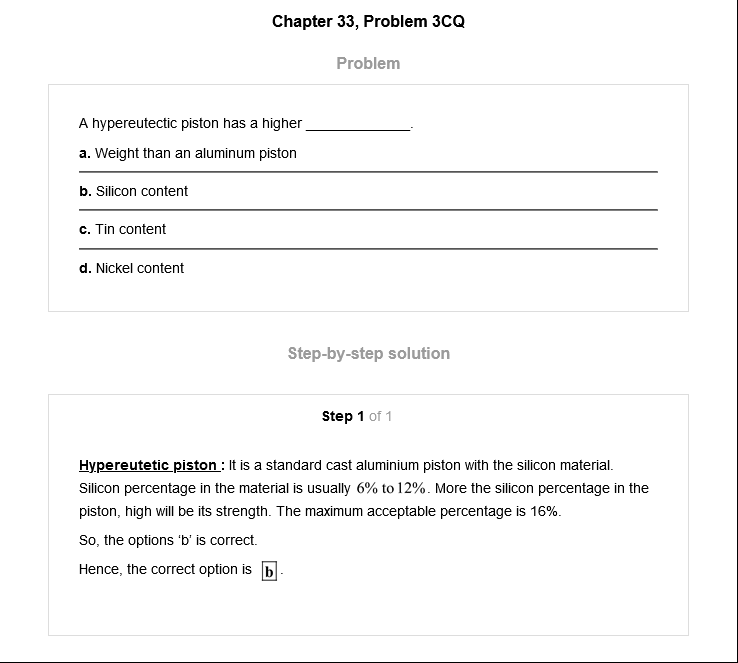 Chapter 33, Problem 3CQ
Problem
A hypereutectic piston has a higher _____________.
a. Weight than an aluminum piston
b. Silicon content
c. Tin content
d. Nickel content
Step-by-step solution
Step 1 of 1
Hypereutetic piston : It is a standard cast aluminium piston with the silicon material.
Silicon percentage in the material is usually 6% to 12%. More the silicon percentage in the
piston, high will be its strength. The maximum acceptable percentage is 16%.
So, the options ‘b’ is correct.
Hence, the correct option is b.